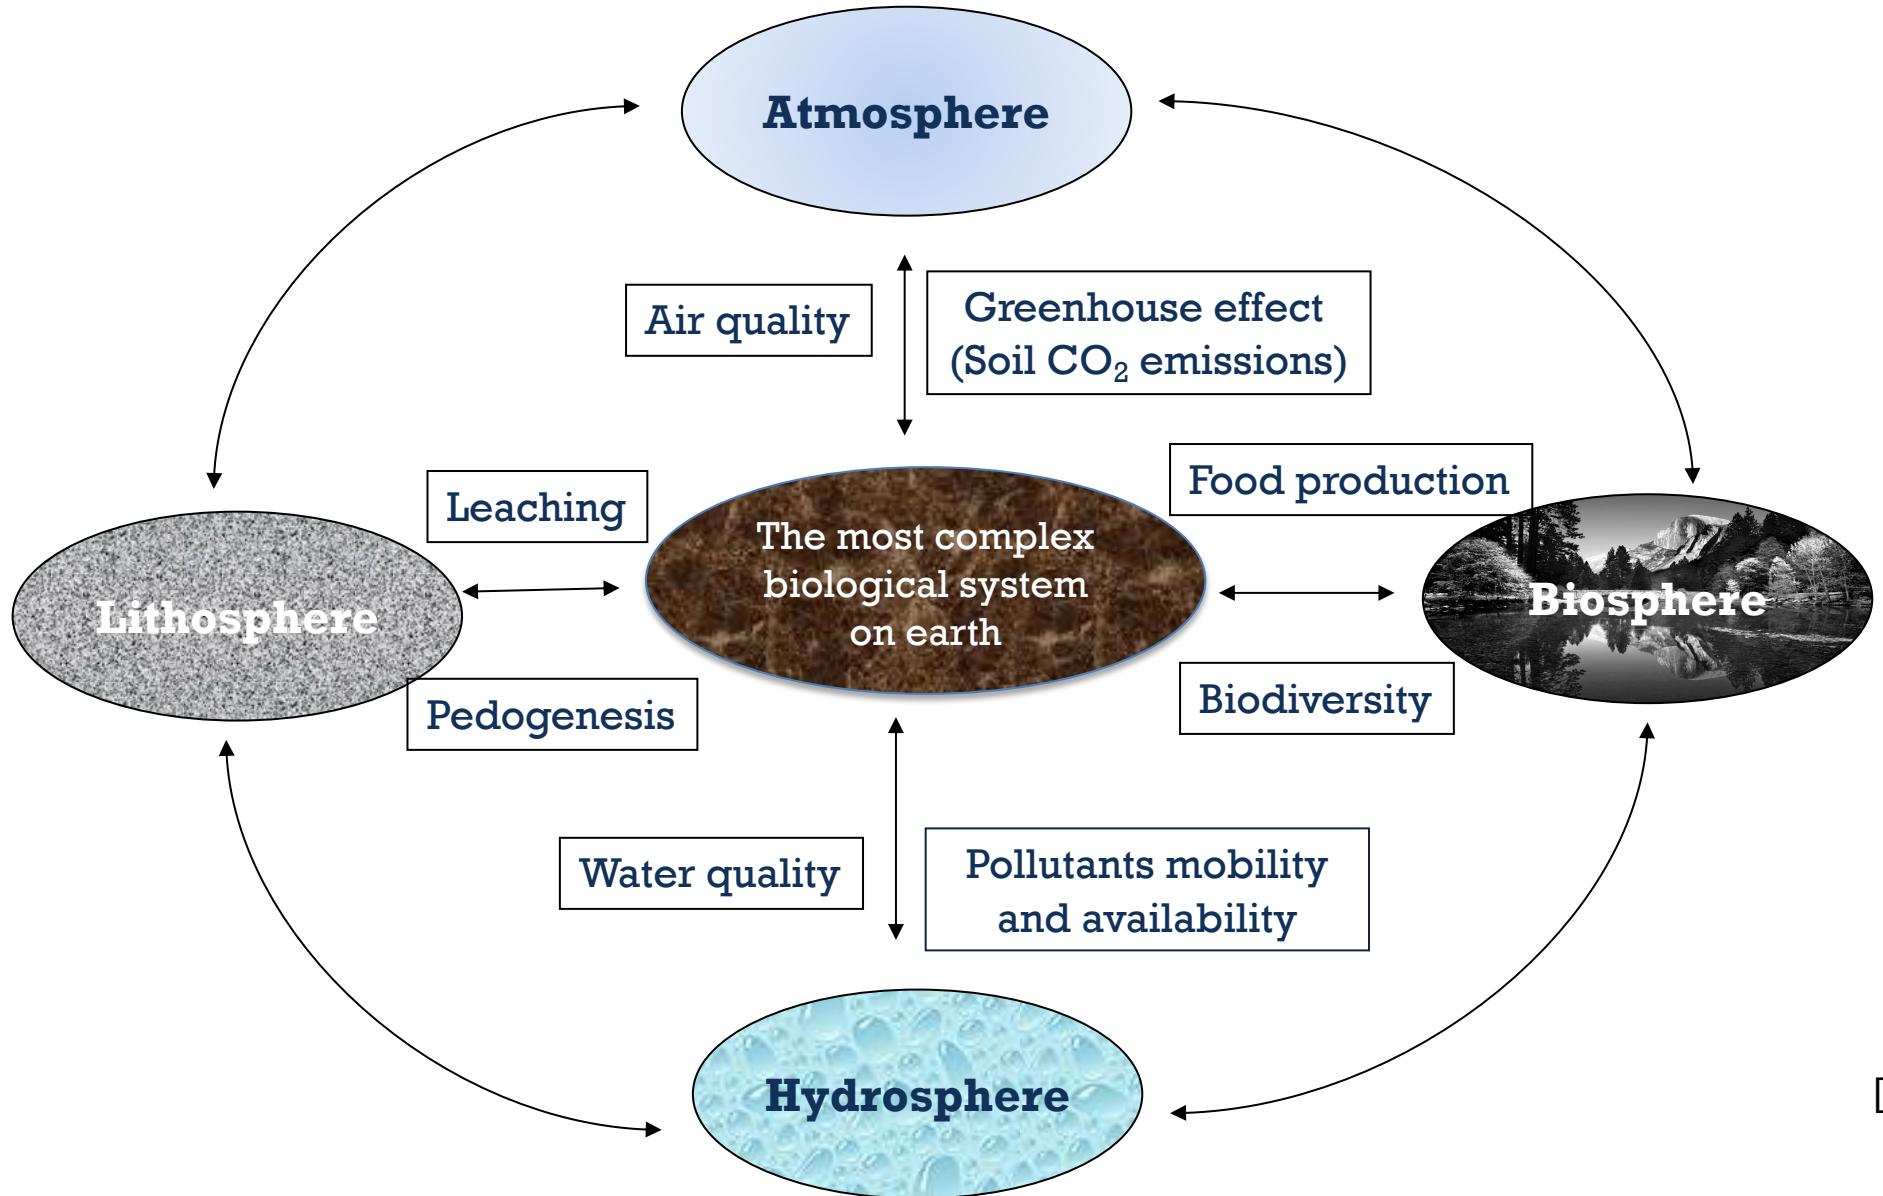 Atmosphere
Air quality
Greenhouse effect
(Soil CO₂ emissions)
Leaching
Food production
The most complex
biological system
on earth
Lithosphere
Biosphere
Pedogenesis
Biodiversity
Water quality
Pollutants mobility
and availability
Hydrosphere
[